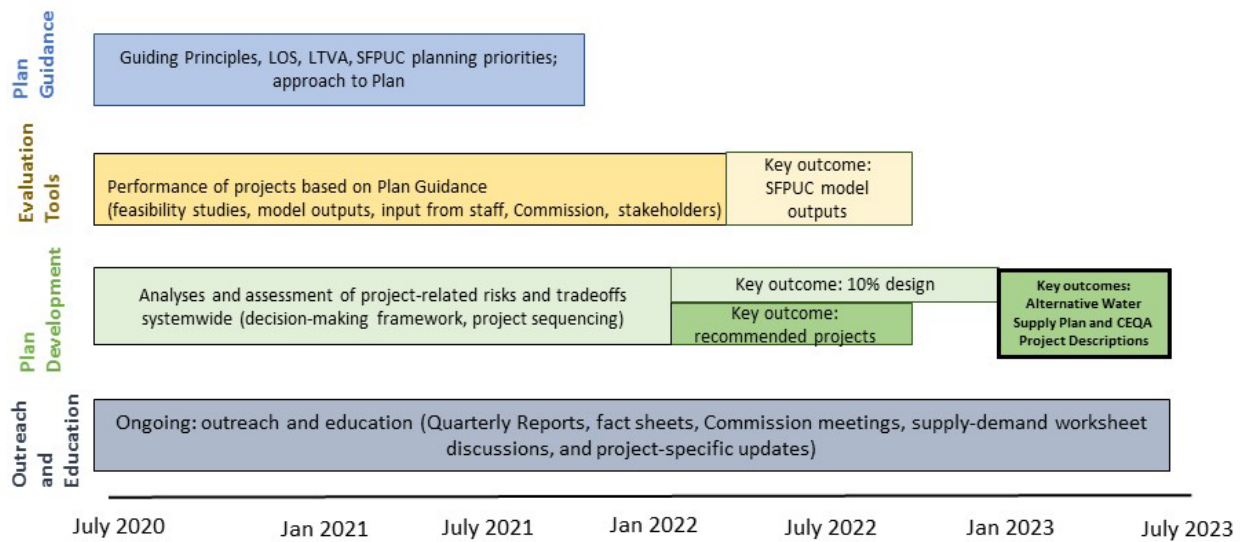 Plan
Guidance
Guiding Principles, LOS, LTVA, SFPUC planning priorities;
approach to Plan
Evaluation
Tools
Performance of projects based on Plan Guidance
(feasibility studies, model outputs, input from staff, Commission, stakeholders)
Key outcome:
SFPUC model
outputs
Plan
Development
Analyses and assessment of project-related risks and tradeoffs
systemwide (decision-making framework, project sequencing)
Key outcome: 10% design
Key outcome:
recommended projects
Key outcomes:
Alternative Water
Supply Plan and CEQA
Project Descriptions
Outreach
and
Education
Ongoing: outreach and education (Quarterly Reports, fact sheets, Commission meetings, supply-demand worksheet
discussions, and project-specific updates)
July 2020
Jan 2021
July 2021
Jan 2022
July 2022
Jan 2023
July 2023